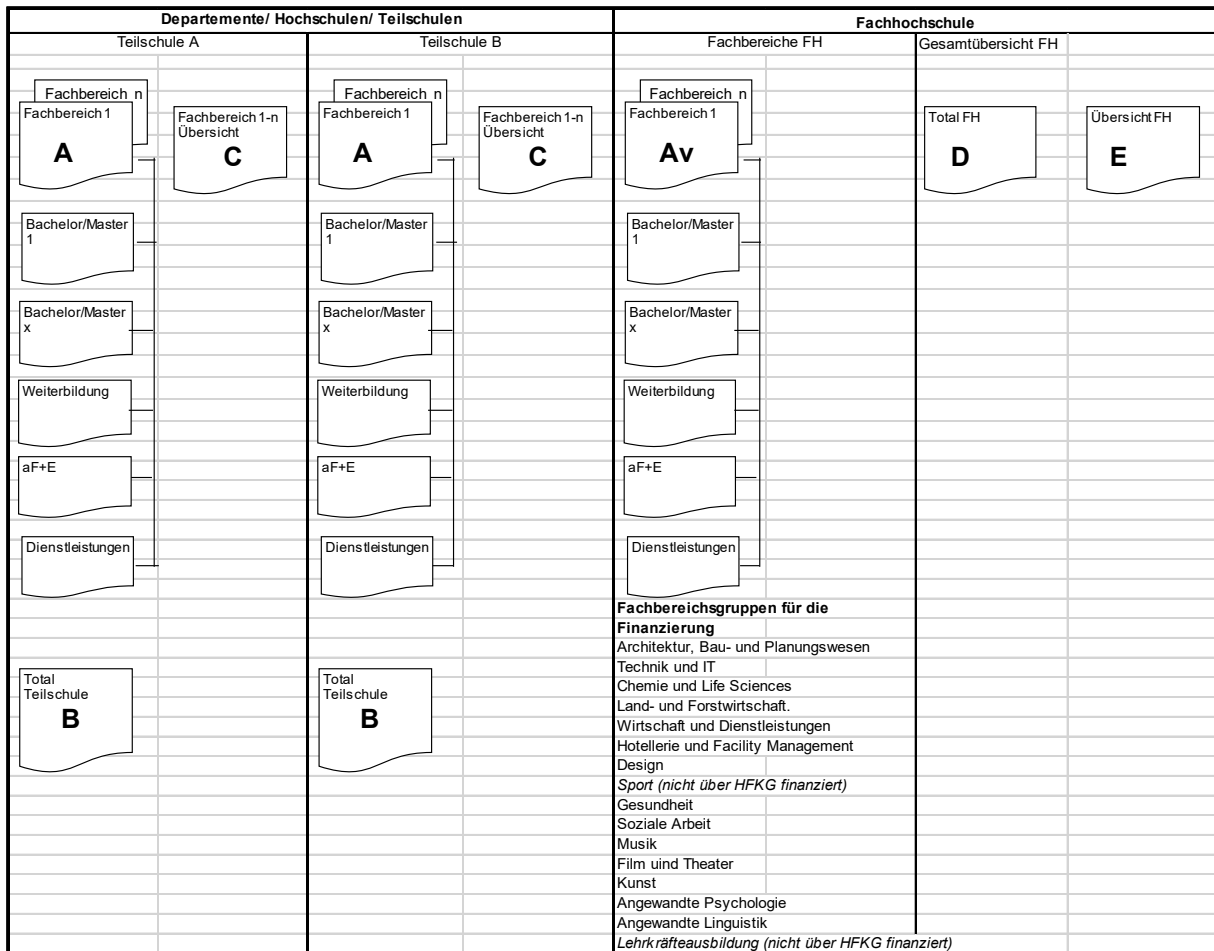 Departemente/ Hochschulen/ Teilschulen
Fachhochschule
Teilschule A
Teilschule B
Fachbereiche FH
Gesamtübersicht FH
Fachbereich n
Fachbereich 1
A
Fachbereich 1-n
Übersicht
C
Bachelor/Master
1
Bachelor/Master
x
Weiterbildung
aF+E
Dienstleistungen
Total
Teilschule
B
Fachbereich n
Fachbereich 1
A
Fachbereich 1-n
Übersicht
C
Bachelor/Master
1
Bachelor/Master
x
Weiterbildung
aF+E
Dienstleistungen
Total
Teilschule
B
Fachbereich n
Fachbereich 1
Av
Bachelor/Master
1
Bachelor/Master
x
Weiterbildung
aF+E
Dienstleistungen
Fachbereichsgruppen für die
Finanzierung
Architektur, Bau- und Planungswesen
Technik und IT
Chemie und Life Sciences
Land- und Forstwirtschaft.
Wirtschaft und Dienstleistungen
Hotellerie und Facility Management
Design
Sport (nicht über HFKG finanziert)
Gesundheit
Soziale Arbeit
Musik
Film uind Theater
Kunst
Angewandte Psychologie
Angewandte Linguistik
Lehrkräfteausbildung (nicht über HFKG finanziert)
Total FH
D
Übersicht FH
E